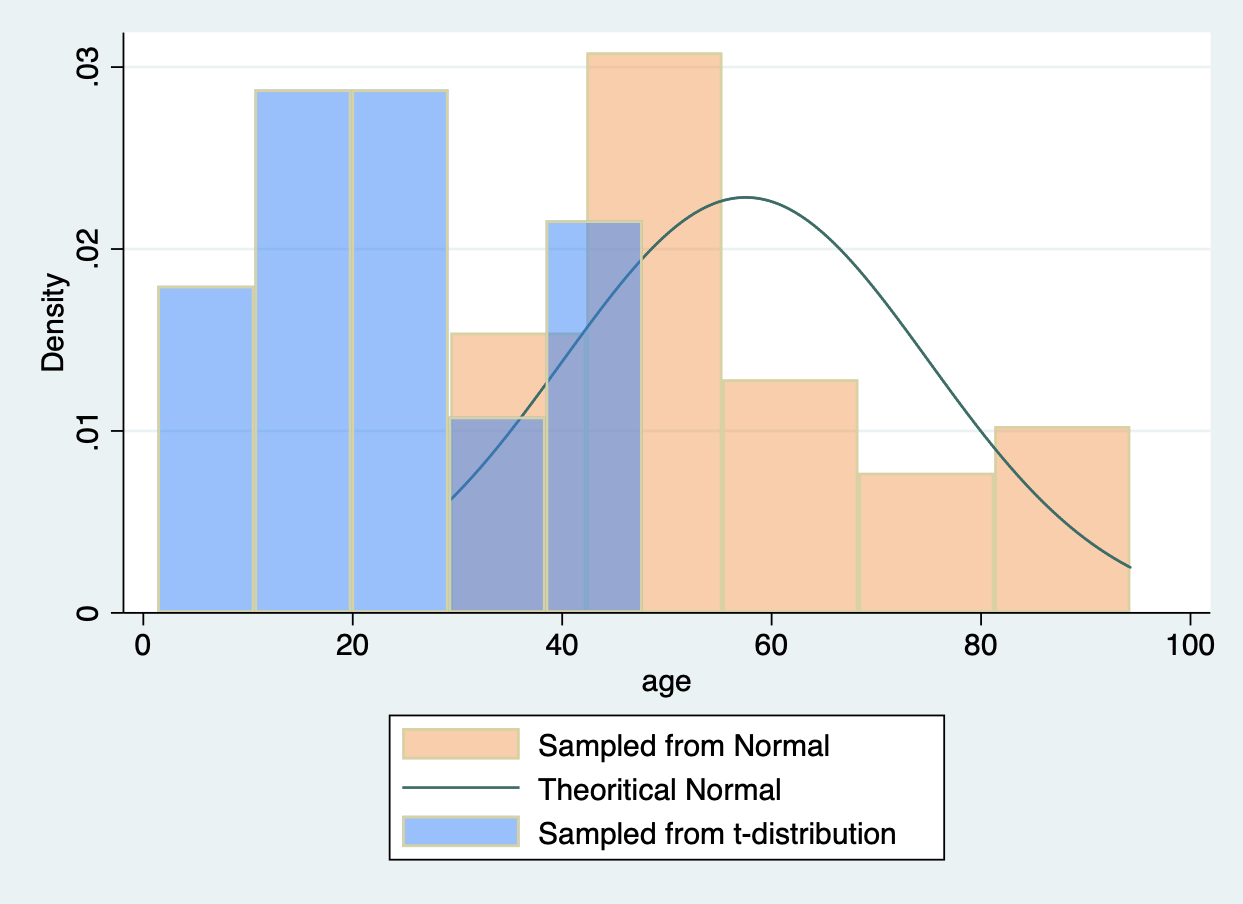 .03
.02
.01
0
Density
0 20 40 60 80 100
age
Sampled from Normal
Theoritical Normal
Sampled from t-distribution